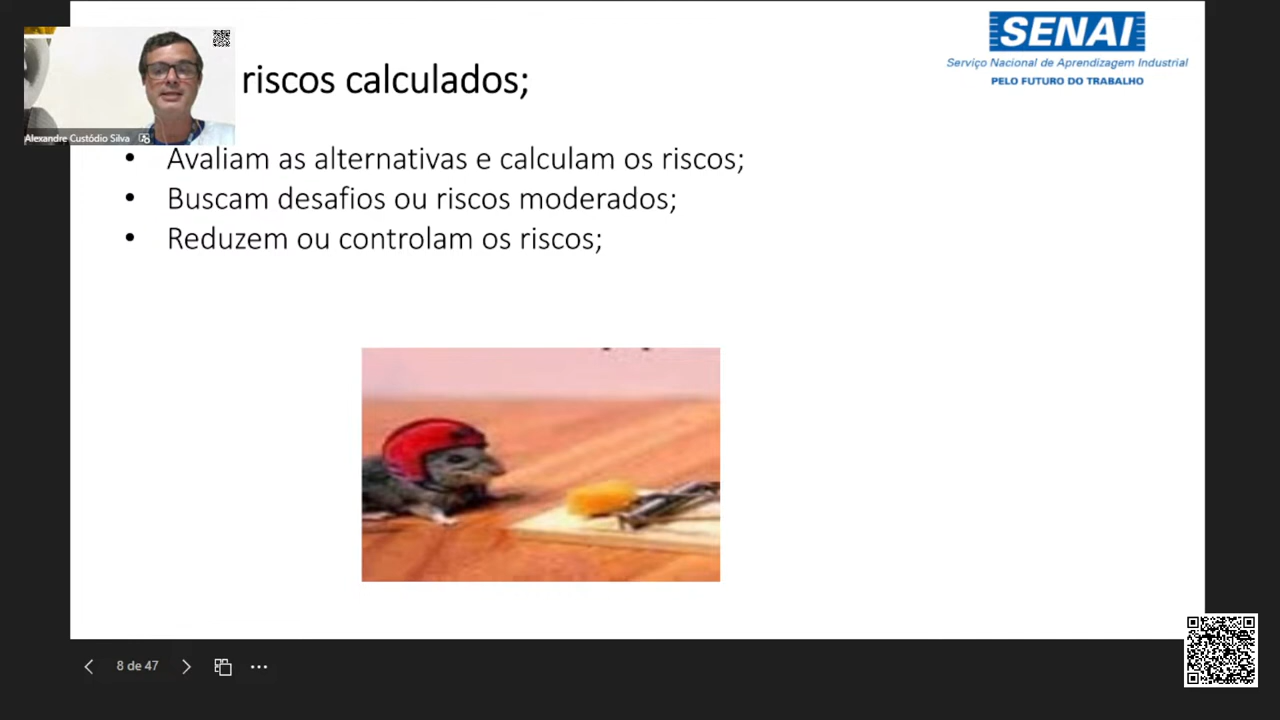 SENAI
Serviço Nacional de Aprendizagem Industrial
PELO FUTURO DO TRABALHO
riscos calculados;
Alexandre Custódio Silva
• Avaliam as alternativas e calculam os riscos;
• Buscam desafios ou riscos moderados;
• Reduzem ou controlam os riscos;
8 de 47